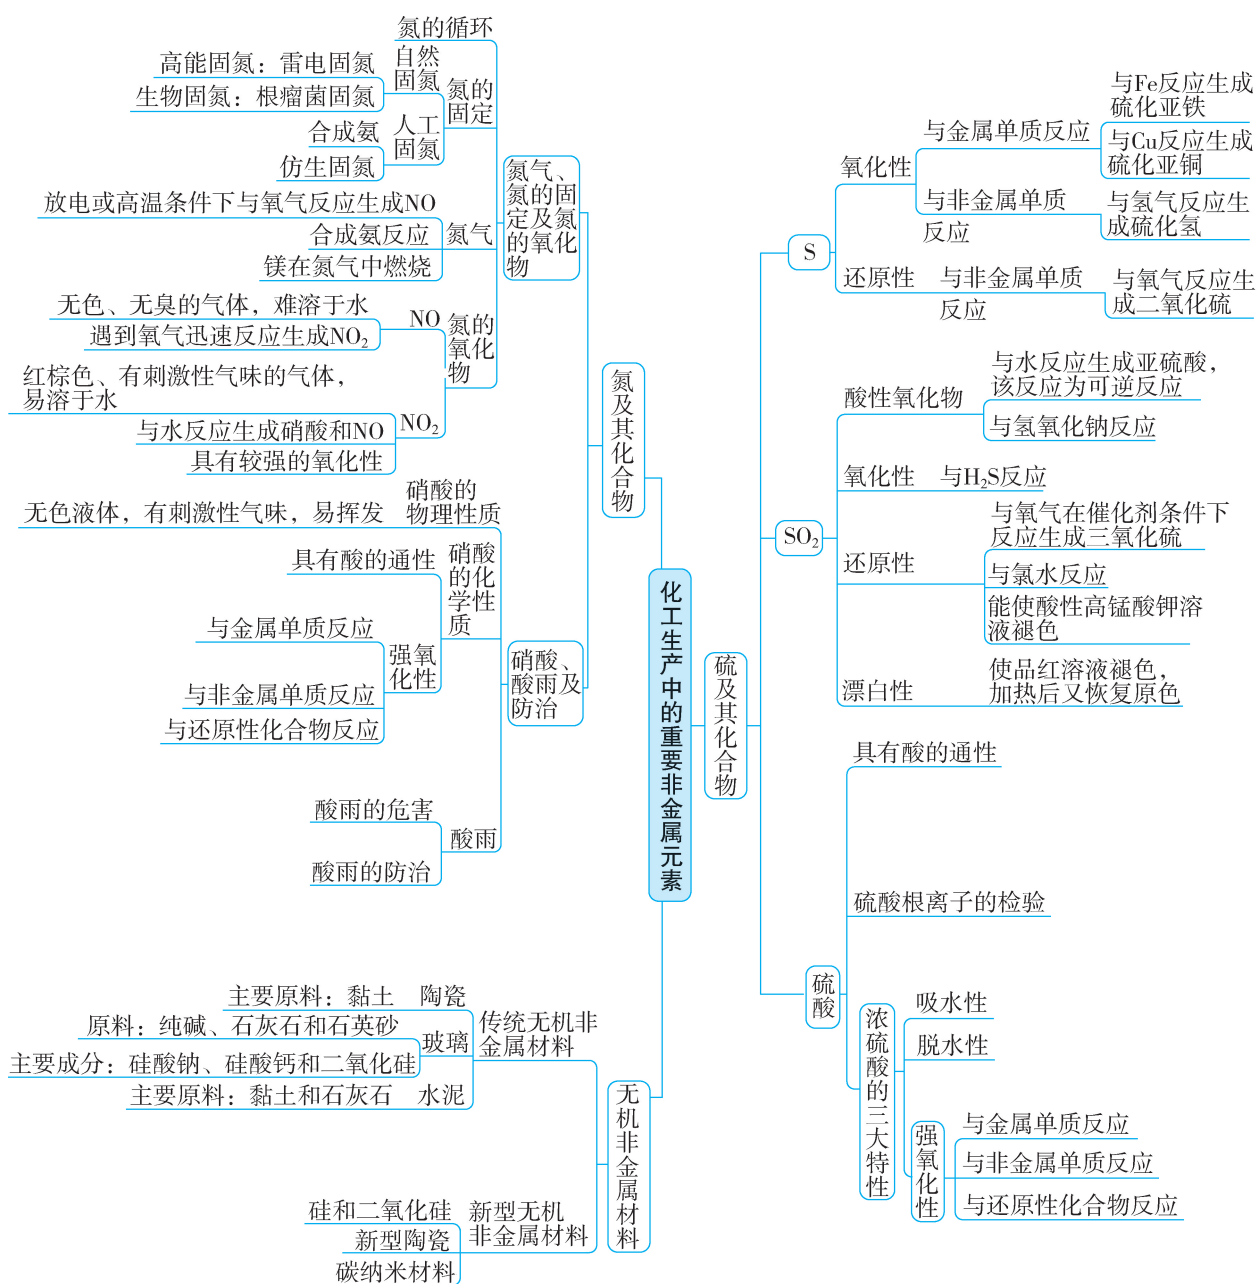 氮的循环
自然
固氮
高能固氮：雷电固氮
生物固氮：根瘤菌固氮
氮的
固定
人工
固氮
合成氨
仿生固氮
氮气、
氮的固
定及氮
的氧化
物
放电或高温条件下与氧气反应生成NO
合成氨反应
氮气
镁在氮气中燃烧
无色、无臭的气体，难溶于水
NO
遇到氧气迅速反应生成NO₂
氮的
氧化
物
红棕色、有刺激性气味的气体，
易溶于水
NO₂
与水反应生成硝酸和NO
具有较强的氧化性
氮及其化合物
硝酸的
物理性质
无色液体，有刺激性气味，易挥发
硝酸
的化
学性
质
具有酸的通性
与金属单质反应
强氧
化性
与非金属单质反应
与还原性化合物反应
硝酸、
酸雨及
防治
酸雨的危害
酸雨
酸雨的防治
化工生产中的重要非金属元素
主要原料：黏土
陶瓷
原料：纯碱、石灰石和石英砂
玻璃
主要成分：硅酸钠、硅酸钙和二氧化硅
主要原料：黏土和石灰石
水泥
传统无机非
金属材料
无机非金属材料
硅和二氧化硅
新型陶瓷
碳纳米材料
新型无机
非金属材料
硫及其化合物
S
氧化性
与金属单质反应
与Fe反应生成
硫化亚铁
与Cu反应生成
硫化亚铜
与非金属单质
反应
与氢气反应生
成硫化氢
还原性
与非金属单质
反应
与氧气反应生
成二氧化硫
SO₂
酸性氧化物
与水反应生成亚硫酸，
该反应为可逆反应
与氢氧化钠反应
氧化性
与H₂S反应
还原性
与氧气在催化剂条件下
反应生成三氧化硫
与氯水反应
能使酸性高锰酸钾溶
液褪色
漂白性
使品红溶液褪色，
加热后又恢复原色
硫酸
具有酸的通性
硫酸根离子的检验
浓硫酸的三大特性
吸水性
脱水性
强氧化性
与金属单质反应
与非金属单质反应
与还原性化合物反应